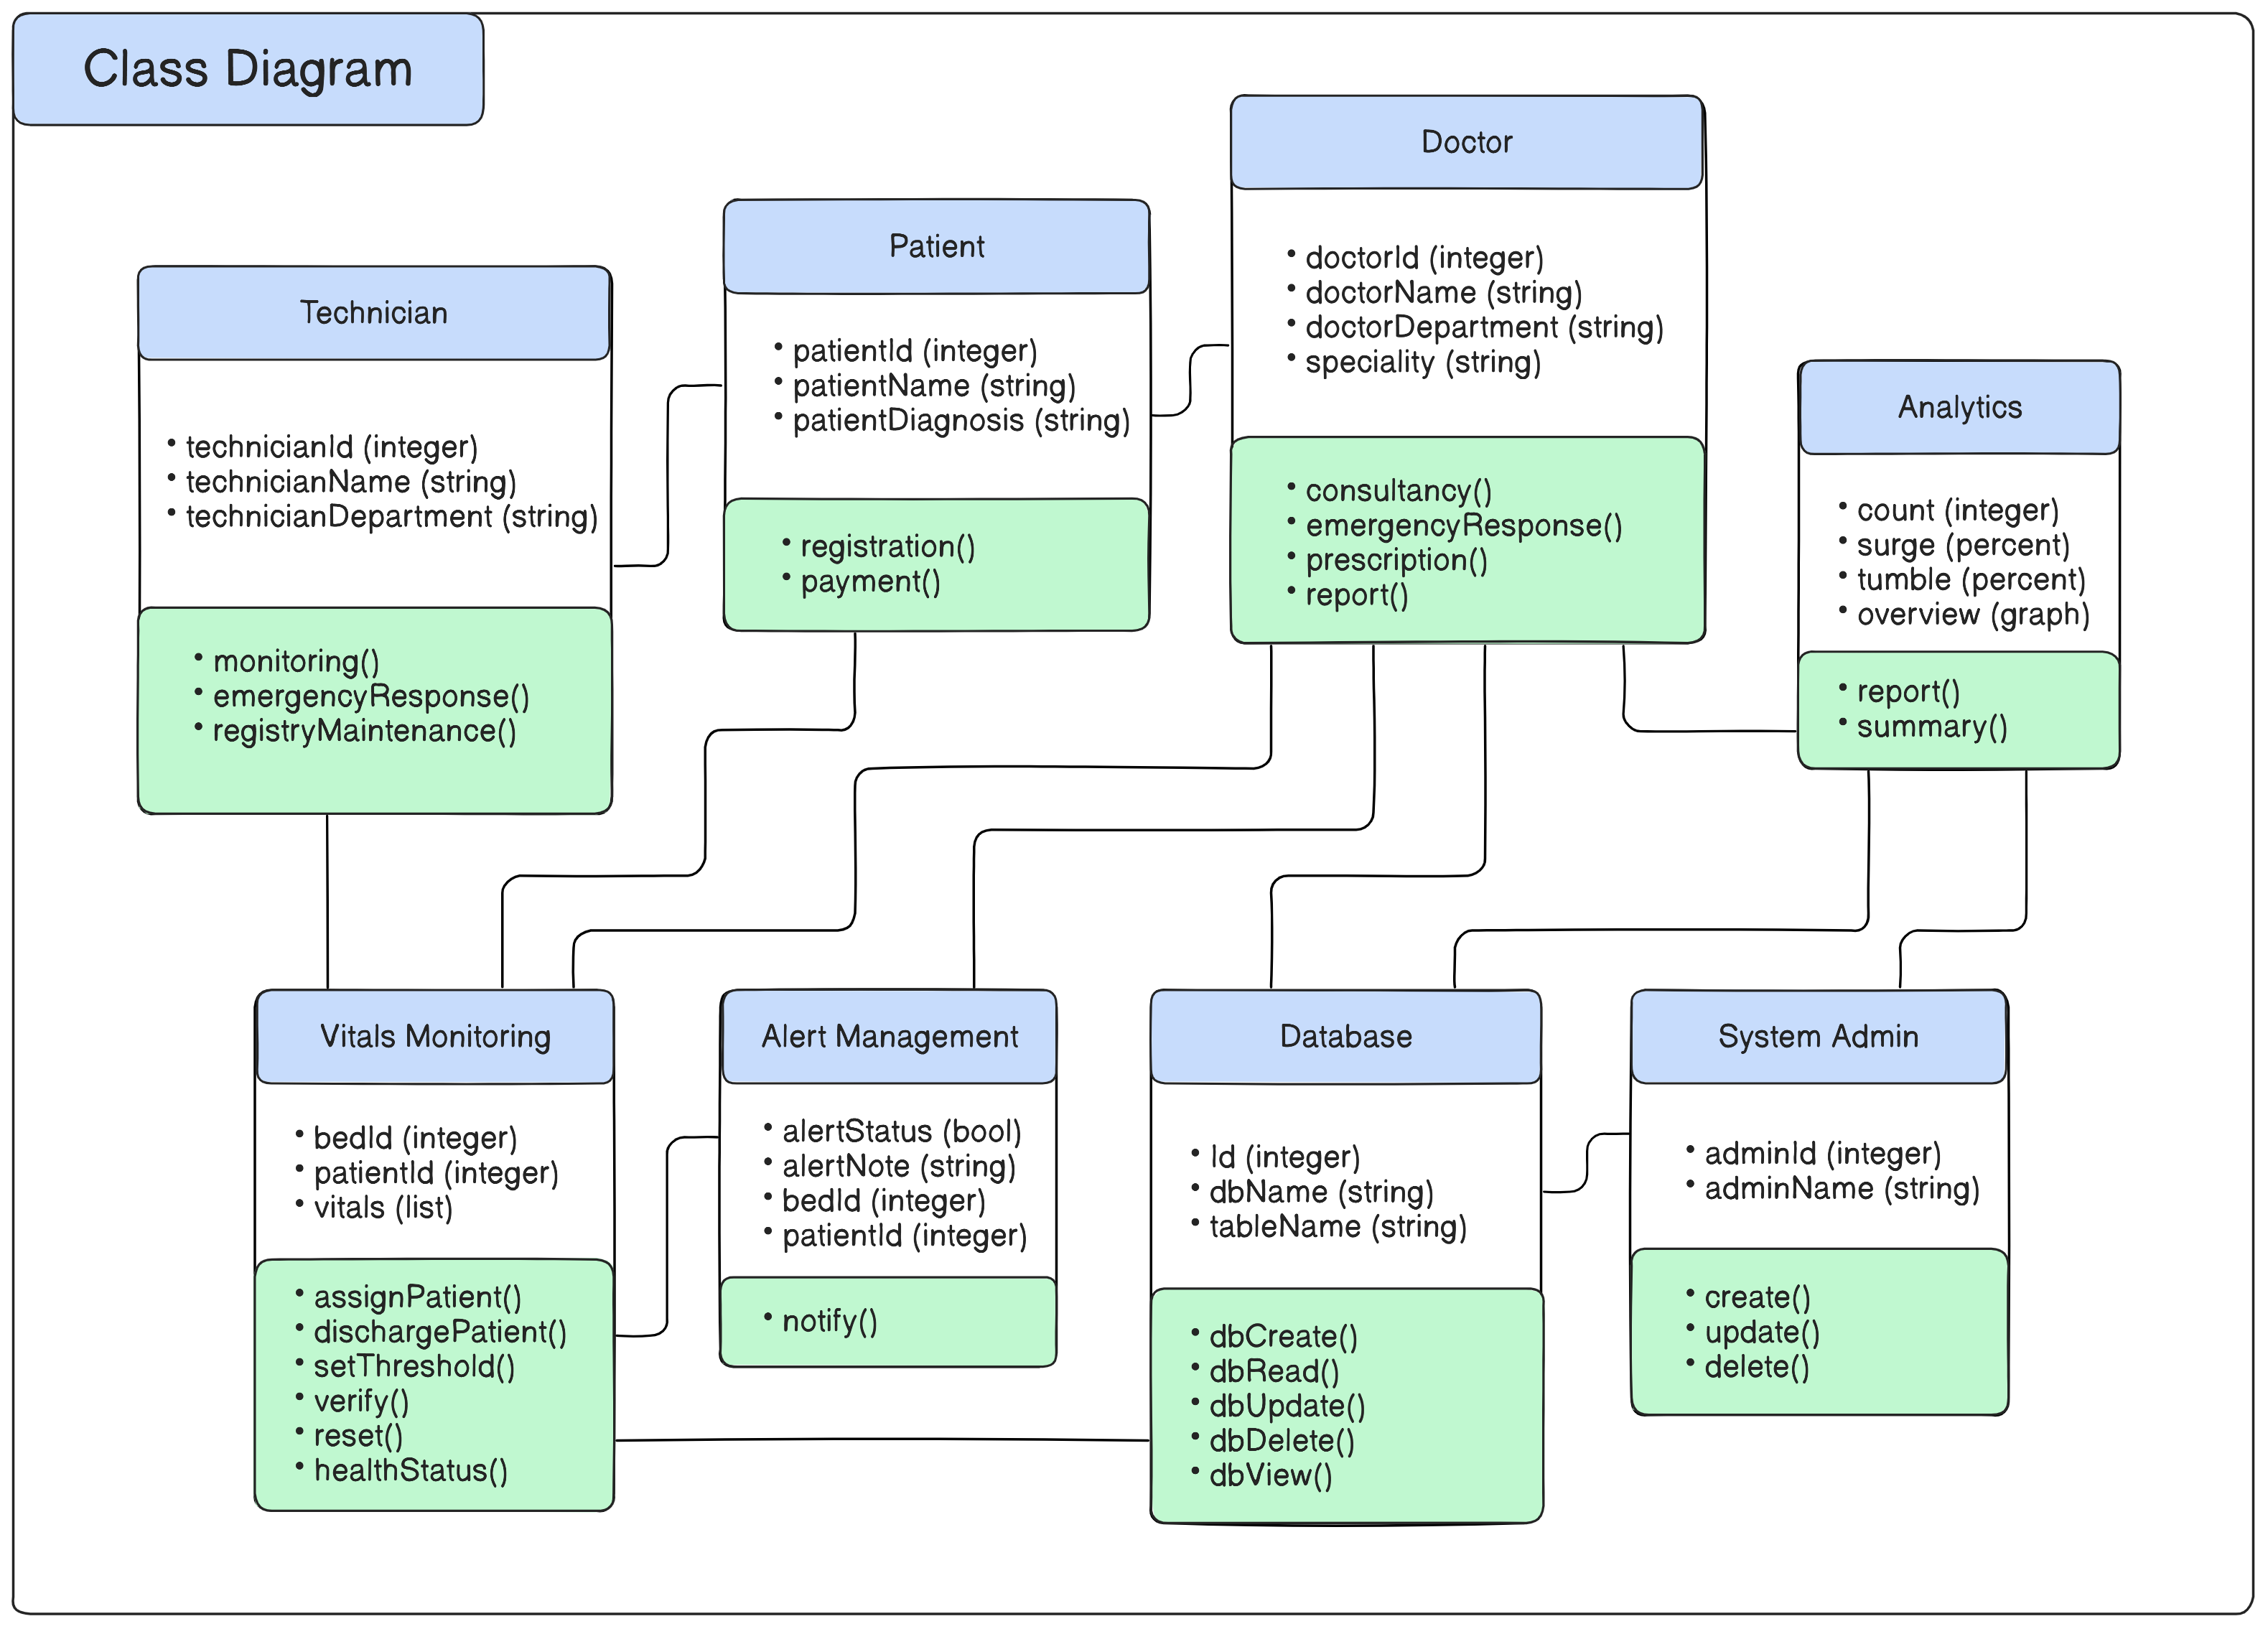 Class Diagram
Technician
• technicianId (integer)
• technicianName (string)
• technicianDepartment (string)
• monitoring()
• emergencyResponse()
• registryMaintenance()
Patient
• patientId (integer)
• patientName (string)
• patientDiagnosis (string)
• registration()
• payment()
Doctor
• doctorId (integer)
• doctorName (string)
• doctorDepartment (string)
• speciality (string)
• consultancy()
• emergencyResponse()
• prescription()
• report()
Analytics
• count (integer)
• surge (percent)
• tumble (percent)
• overview (graph)
• report()
• summary()
Vitals Monitoring
• bedId (integer)
• patientId (integer)
• vitals (list)
• assignPatient()
• dischargePatient()
• setThreshold()
• verify()
• reset()
• healthStatus()
Alert Management
• alertStatus (bool)
• alertNote (string)
• bedId (integer)
• patientId (integer)
• notify()
Database
• Id (integer)
• dbName (string)
• tableName (string)
• dbCreate()
• dbRead()
• dbUpdate()
• dbDelete()
• dbView()
System Admin
• adminId (integer)
• adminName (string)
• create()
• update()
• delete()